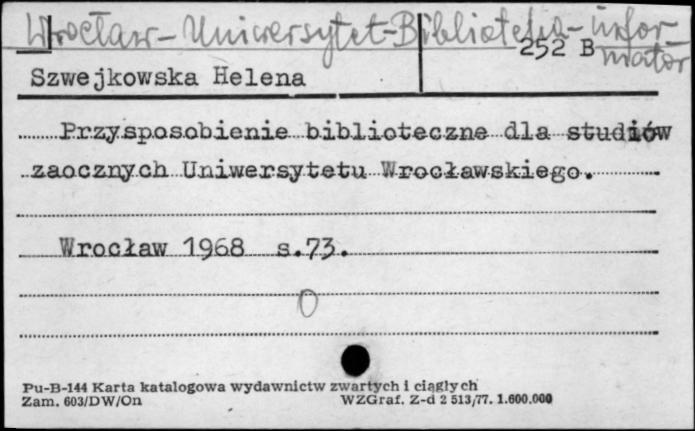 Wrocław - Uniwersytet - Biblioteka - infor-
mator
252 B
Szwejkowska Helena
Przysposobienie biblioteczne dla studiów
zaocznych Uniwersytetu Wrocławskiego.
Wrocław 1968 s.73.
O
Pu-B-144 Karta katalogowa wydawnictw zwartych i ciągłych
Zam. 603/DW/On WZGraf. Z-d 2 513/77. 1.600.000